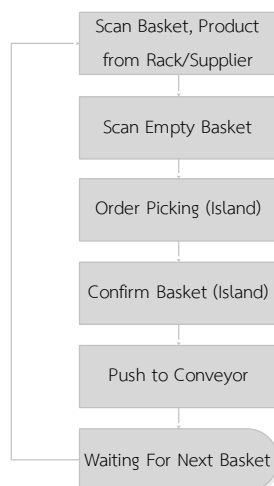 Scan Basket, Product
from Rack/Supplier
Scan Empty Basket
Order Picking (Island)
Confirm Basket (Island)
Push to Conveyor
Waiting For Next Basket